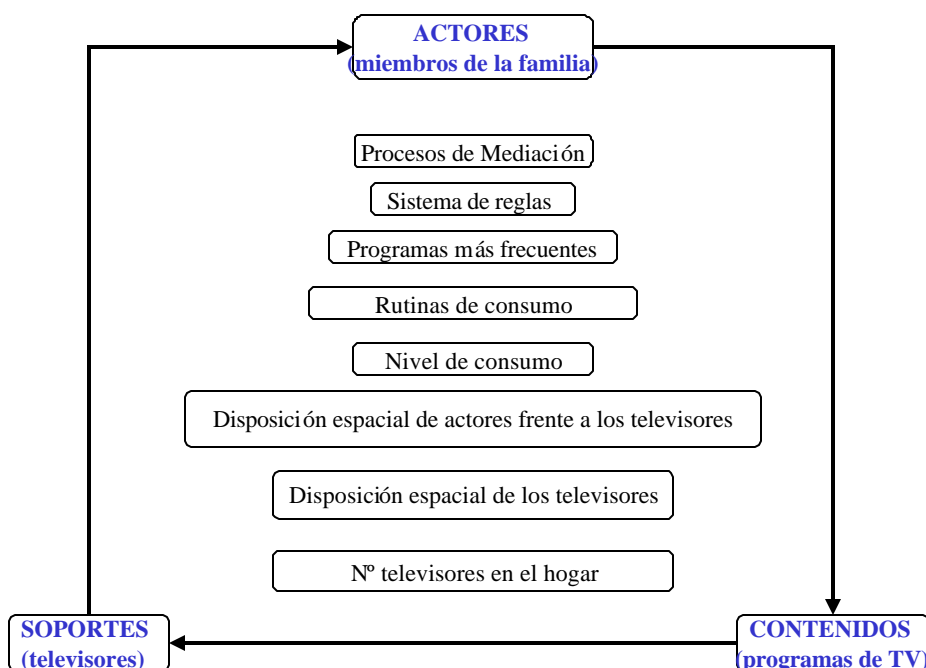 ACTORES
(miembros de la familia)
Procesos de Mediación
Sistema de reglas
Programas más frecuentes
Rutinas de consumo
Nivel de consumo
Disposición espacial de actores frente a los televisores
Disposición espacial de los televisores
Nº televisores en el hogar
SOPORTES
(televisores)
CONTENIDOS
(programas de TV)